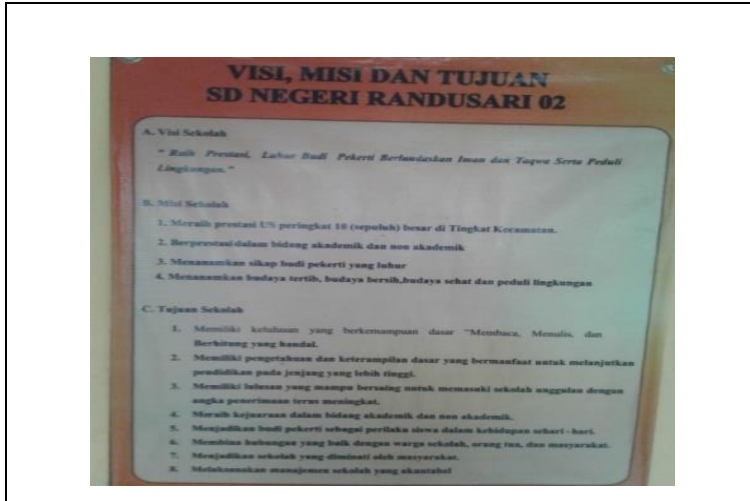 VISI, MISI DAN TUJUAN
SD NEGERI RANDUSARI 02
A. Visi Sekolah
" Raih Prestasi, Luhur Budi Pekerti Berlandaskan Iman dan Taqwa Serta Peduli
Lingkungan."
B. Misi Sekolah
1. Meraih prestasi US peringkat 10 (sepuluh) besar di Tingkat Kecamatan.
2. Berprestasi dalam bidang akademik dan non akademik
3. Menanamkan sikap budi pekerti yang luhur
4. Menanamkan budaya tertib, budaya bersih,budaya sehat dan peduli lingkungan
C. Tujuan Sekolah
1. Memiliki kelulusan yang berkemampuan dasar "Membaca, Menulis, dan
Berhitung yang handal.
2. Memiliki pengetahuan dan keterampilan dasar yang bermanfaat untuk melanjutkan
pendidikan pada jenjang yang lebih tinggi.
3. Memiliki lulusan yang mampu bersaing untuk memasuki sekolah unggulan dengan
angka penerimaan terus meningkat.
4. Meraih kejuaraan dalam bidang akademik dan non akademik.
5. Menjadikan budi pekerti sebagai perilaku siswa dalam kehidupan sehari - hari.
6. Membina hubungan yang baik dengan warga sekolah, orang tua, dan masyarakat.
7. Menjadikan sekolah yang diminati oleh masyarakat.
8. Melaksanakan manajemen sekolah yang akuntabel